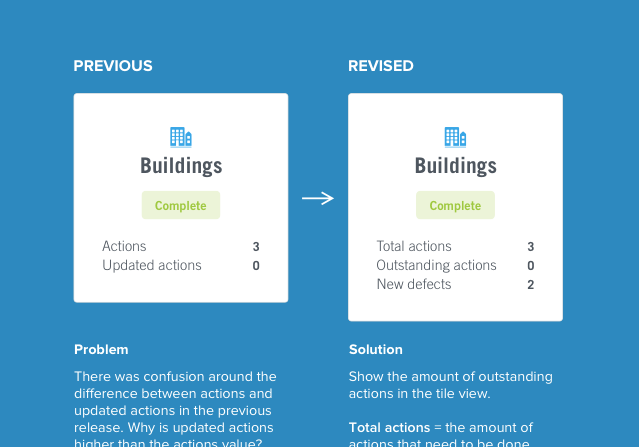 PREVIOUS
Buildings
Complete
Actions 3
Updated actions 0
Problem
There was confusion around the
difference between actions and
updated actions in the previous
release. Why is updated actions
higher than the actions value?
REVISED
Buildings
Complete
Total actions 3
Outstanding actions 0
New defects 2
Solution
Show the amount of outstanding
actions in the tile view.
Total actions = the amount of
actions that need to be done